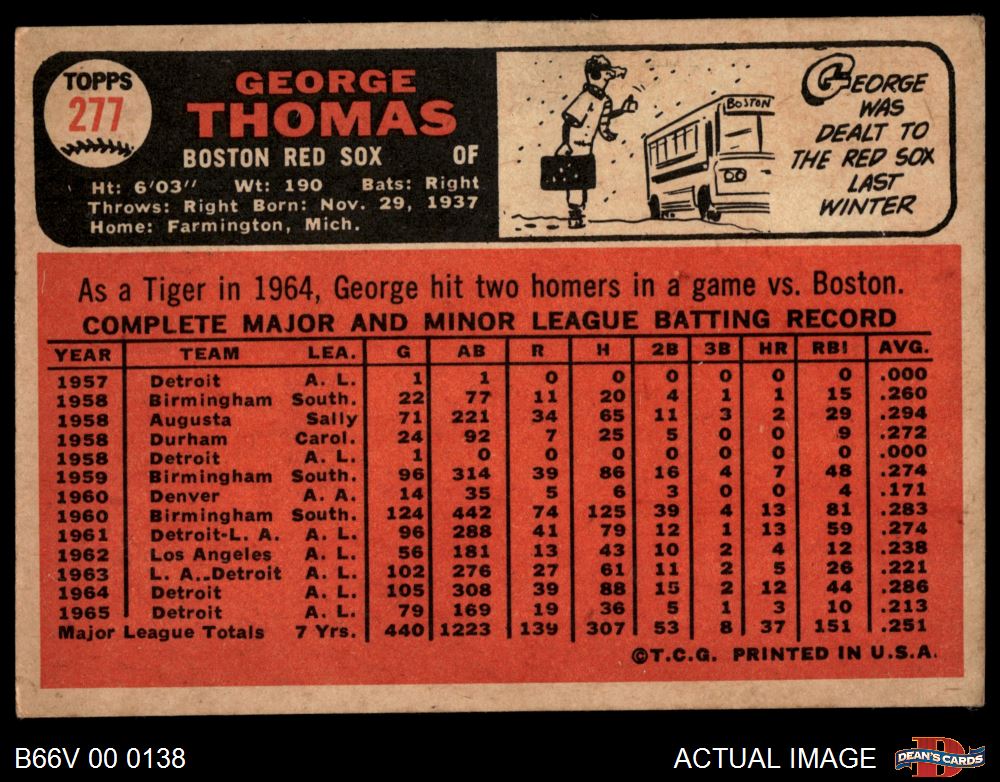 TOPPS
277
GEORGE
THOMAS
BOSTON RED SOX OF
Ht: 6'03" Wt: 190 Bats: Right
Throws: Right Born: Nov. 29, 1937
Home: Farmington, Mich.
BOSTON
GEORGE
WAS
DEALT TO
THE RED SOX
LAST
WINTER
As a Tiger in 1964, George hit two homers in a game vs. Boston.
COMPLETE MAJOR AND MINOR LEAGUE BATTING RECORD
YEAR TEAM LEA. G AB R H 2B 3B HR RBI AVG.
1957 Detroit A. L. 1 1 0 0 0 0 0 0 .000
1958 Birmingham South. 22 77 11 20 4 1 1 15 .260
1958 Augusta Sally 71 221 34 65 11 3 2 29 .294
1958 Durham Carol. 24 92 7 25 5 0 0 9 .272
1958 Detroit A. L. 1 0 0 0 0 0 0 0 .000
1959 Birmingham South. 96 314 39 86 16 4 7 48 .274
1960 Denver A. A. 14 35 5 6 3 0 0 4 .171
1960 Birmingham South. 124 442 74 125 39 4 13 81 .283
1961 Detroit-L. A. A. L. 96 288 41 79 12 1 13 59 .274
1962 Los Angeles A. L. 56 181 13 43 10 2 4 12 .238
1963 L. A.-Detroit A. L. 102 276 27 61 11 2 5 26 .221
1964 Detroit A. L. 105 308 39 88 15 2 12 44 .286
1965 Detroit A. L. 79 169 19 36 5 1 3 10 .213
Major League Totals 7 Yrs. 440 1223 139 307 53 8 37 151 .251
©T.C.G. PRINTED IN U.S.A.
B66V 00 0138
ACTUAL IMAGE
D
DEAN'S CARDS